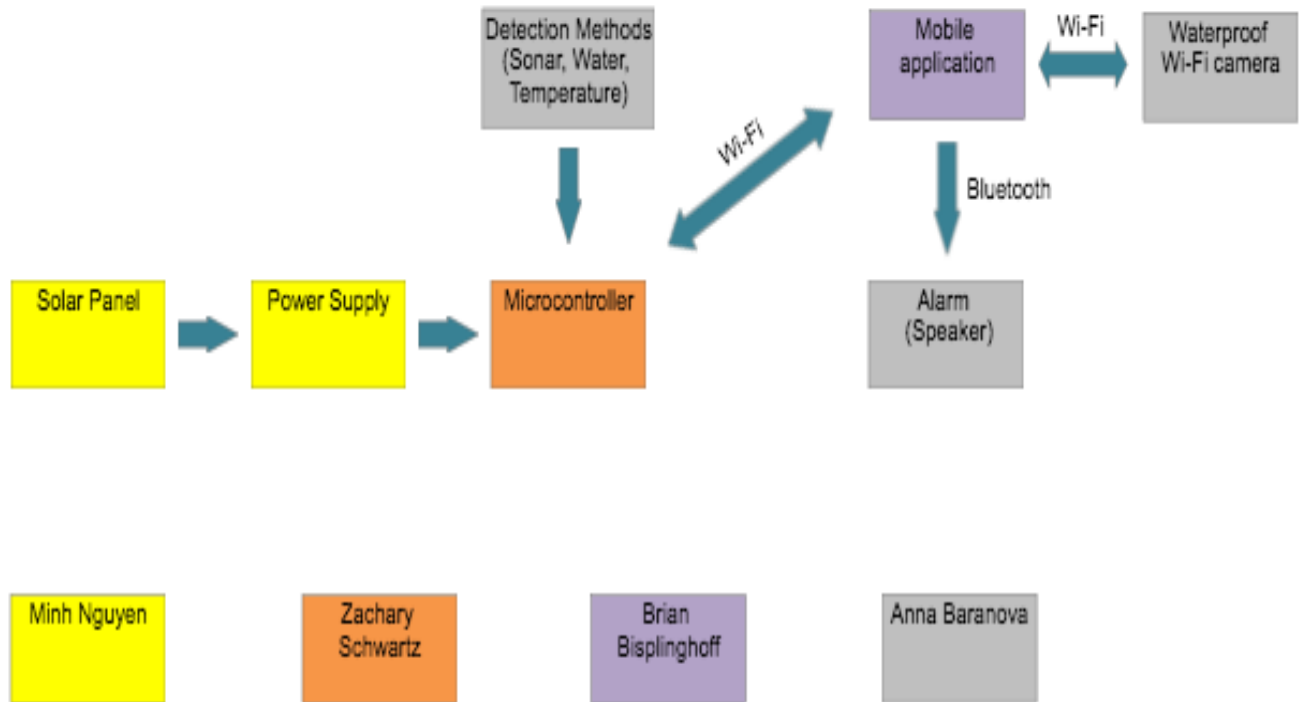 Detection Methods
(Sonar, Water,
Temperature)
Mobile
application
Wi-Fi
Waterproof
Wi-Fi camera
Wi-Fi
Bluetooth
Solar Panel
Power Supply
Microcontroller
Alarm
(Speaker)
Minh Nguyen
Zachary
Schwartz
Brian
Bisplinghoff
Anna Baranova